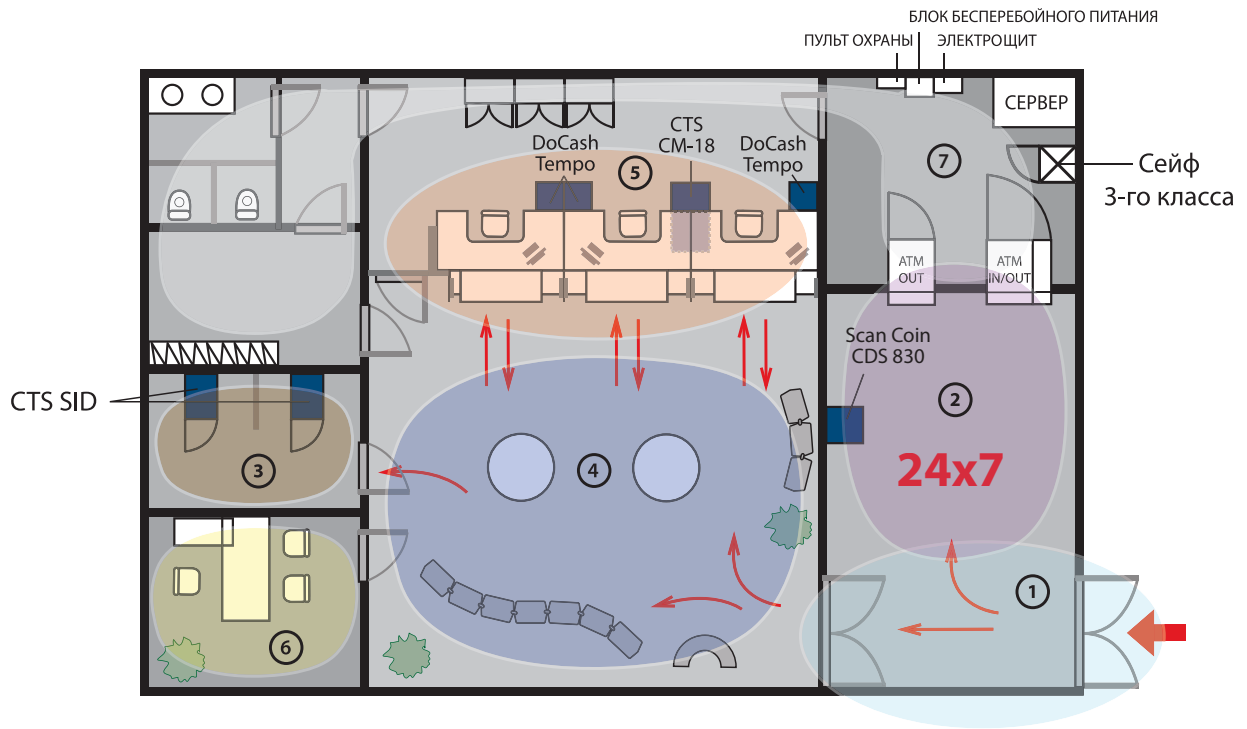 БЛОК БЕСПЕРЕБОЙНОГО ПИТАНИЯ
ПУЛЬТ ОХРАНЫ
ЭЛЕКТРОЩИТ
СЕРВЕР
CTS
CM-18
DoCash
Tempo
DoCash
Tempo
5
7
Сейф
3-го класса
ATM
OUT
ATM
IN/OUT
Scan Coin
CDS 830
CTS SID
2
3
4
24x7
1
6